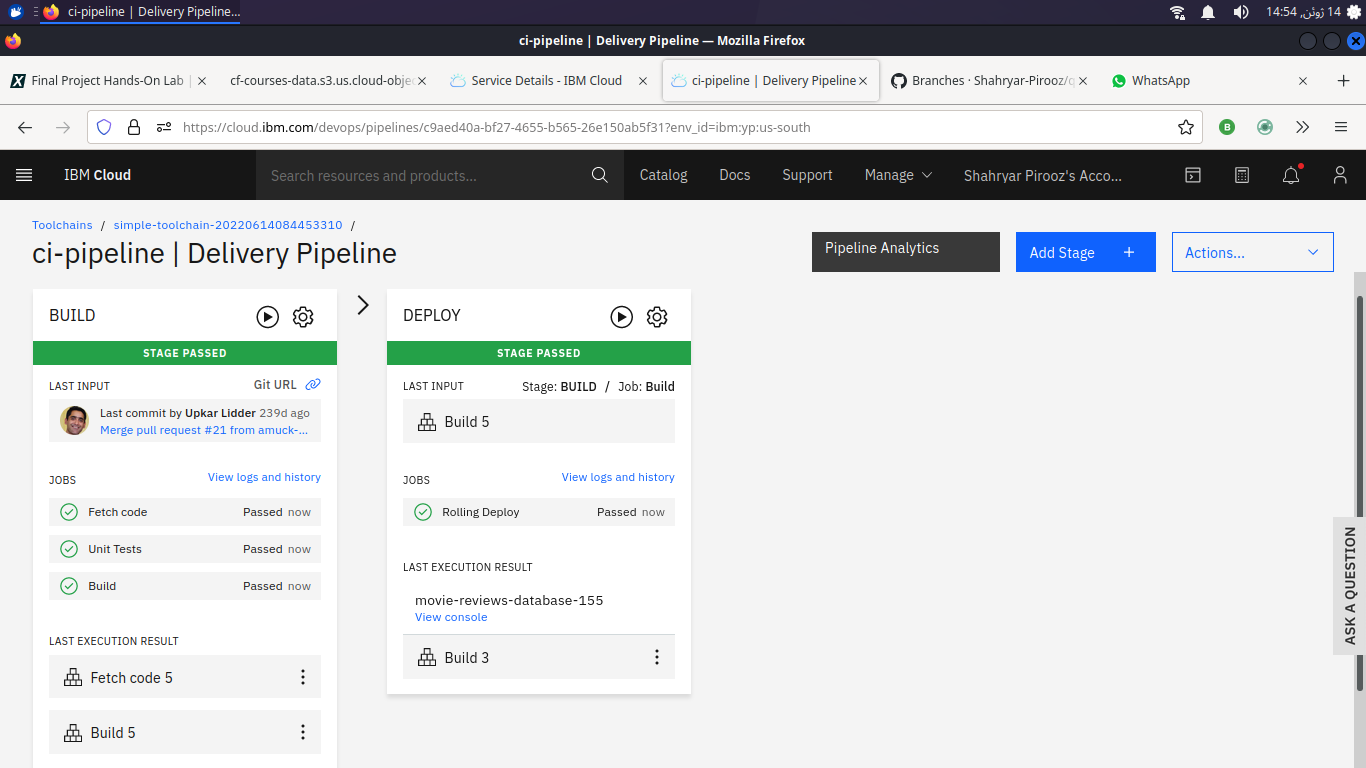 ci-pipeline | Delivery Pipeline...
14 ژوئن, 14:54
ci-pipeline | Delivery Pipeline — Mozilla Firefox
Final Project Hands-On Lab |
cf-courses-data.s3.us.cloud-obje
Service Details - IBM Cloud
ci-pipeline | Delivery Pipeline
Branches · Shahryar-Pirooz/q
WhatsApp
https://cloud.ibm.com/devops/pipelines/c9aed40a-bf27-4655-b565-26e150ab5f31?env_id=ibm:yp:us-south
B
IBM Cloud
Search resources and products...
Catalog
Docs
Support
Manage
Shahryar Pirooz's Acco...
Toolchains / simple-toolchain-20220614084453310 /
ci-pipeline | Delivery Pipeline
Pipeline Analytics
Add Stage +
Actions...
BUILD
STAGE PASSED
LAST INPUT
Git URL
Last commit by Upkar Lidder 239d ago
Merge pull request #21 from amuck-...
JOBS
View logs and history
Fetch code Passed now
Unit Tests Passed now
Build Passed now
LAST EXECUTION RESULT
Fetch code 5
Build 5
DEPLOY
STAGE PASSED
LAST INPUT
Stage: BUILD / Job: Build
Build 5
JOBS
View logs and history
Rolling Deploy Passed now
LAST EXECUTION RESULT
movie-reviews-database-155
View console
Build 3
ASK A QUESTION